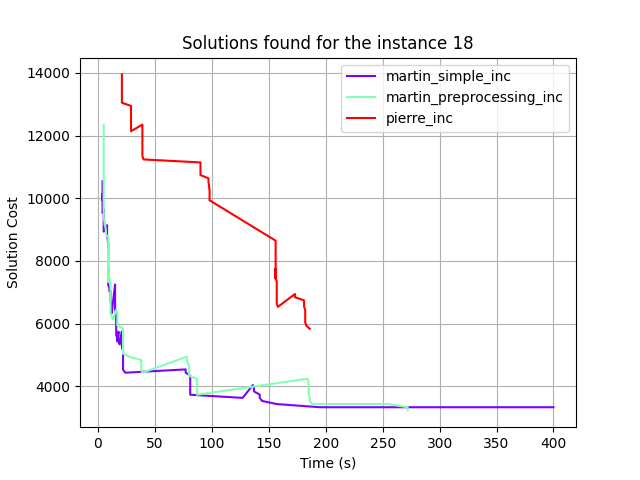 Solutions found for the instance 18
martin_simple_inc
martin_preprocessing_inc
pierre_inc
Solution Cost
14000
12000
10000
8000
6000
4000
0 50 100 150 200 250 300 350 400
Time (s)